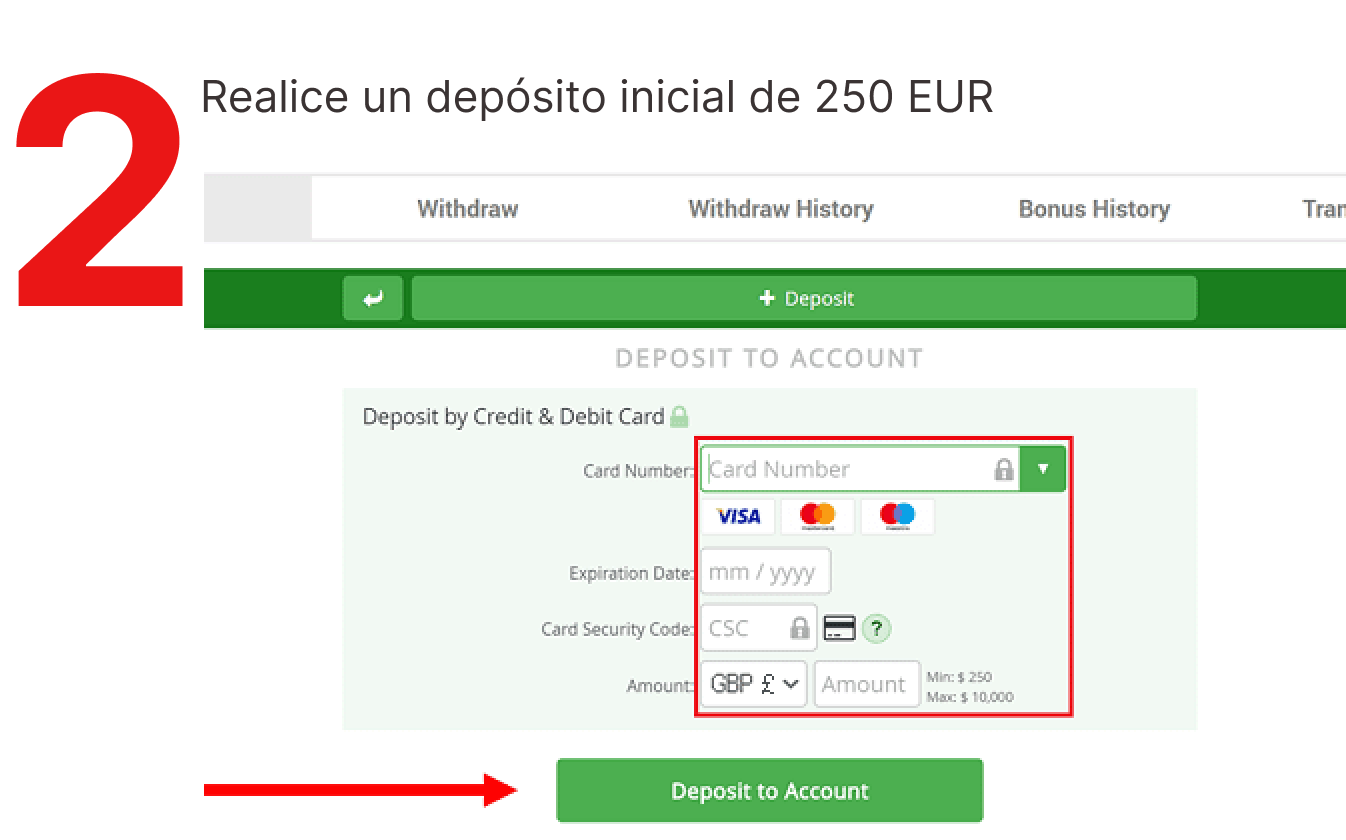 2
Realice un depósito inicial de 250 EUR
Withdraw Withdraw History Bonus History Tran
+ Deposit
DEPOSIT TO ACCOUNT
Deposit by Credit & Debit Card
Card Number: Card Number
VISA
Expiration Date: mm / yyyy
Card Security Code: CSC ?
Amount: GBP £ Amount Min: $ 250
Max: $ 10,000
Deposit to Account